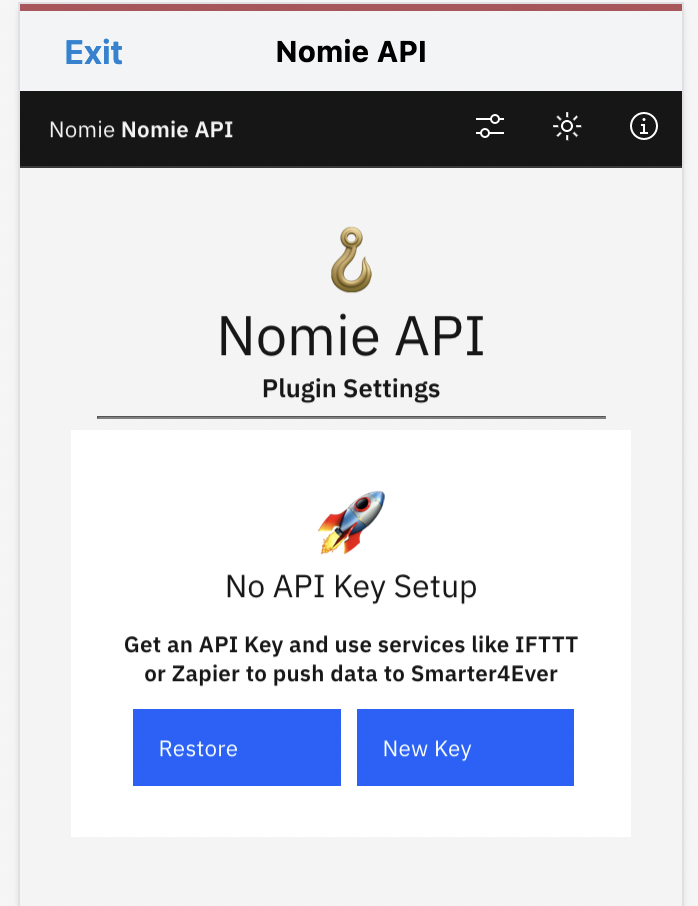 Exit
Nomie API
Nomie Nomie API
Nomie API
Plugin Settings
No API Key Setup
Get an API Key and use services like IFTTT
or Zapier to push data to Smarter4Ever
Restore
New Key